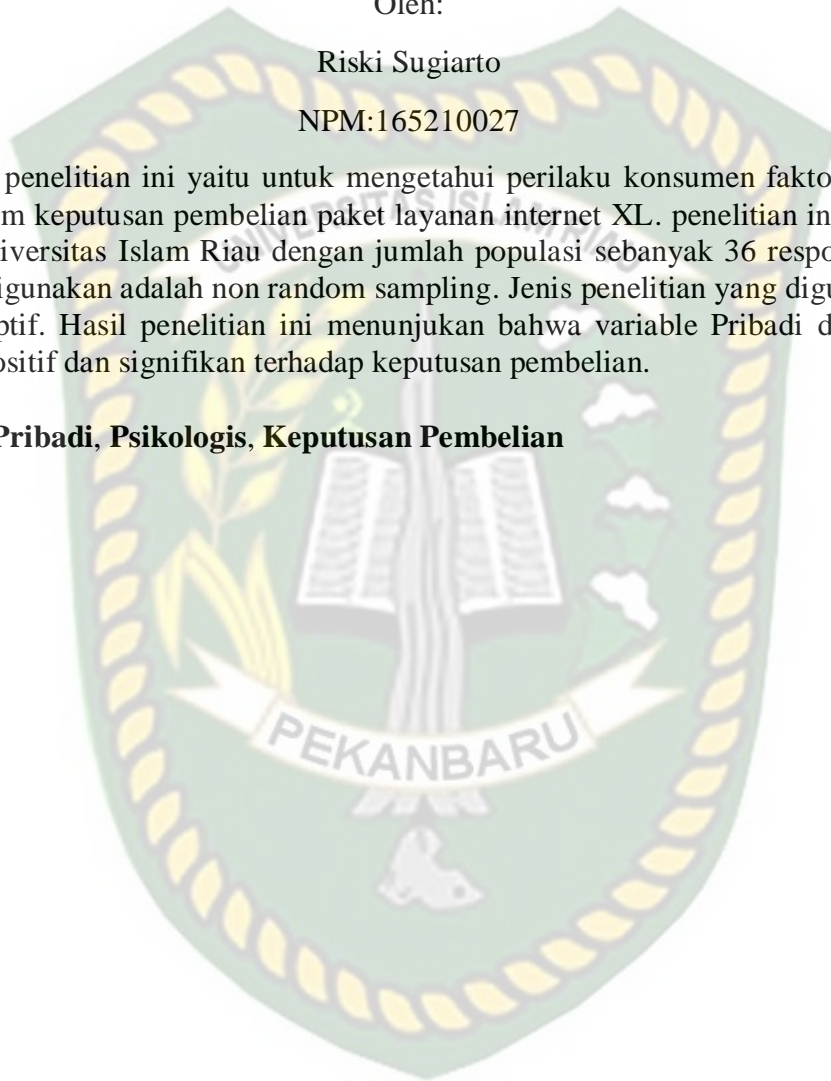 Oleh:
Riski Sugiarto
NPM:165210027
penelitian ini yaitu untuk mengetahui perilaku konsumen fakto
m keputusan pembelian paket layanan internet XL. penelitian in
iversitas Islam Riau dengan jumlah populasi sebanyak 36 respo
igunakan adalah non random sampling. Jenis penelitian yang digu
ptif. Hasil penelitian ini menunjukan bahwa variable Pribadi d
ositif dan signifikan terhadap keputusan pembelian.
Pribadi, Psikologis, Keputusan Pembelian
UNIVERSITAS ISLAM RIAU
PEKANBARU